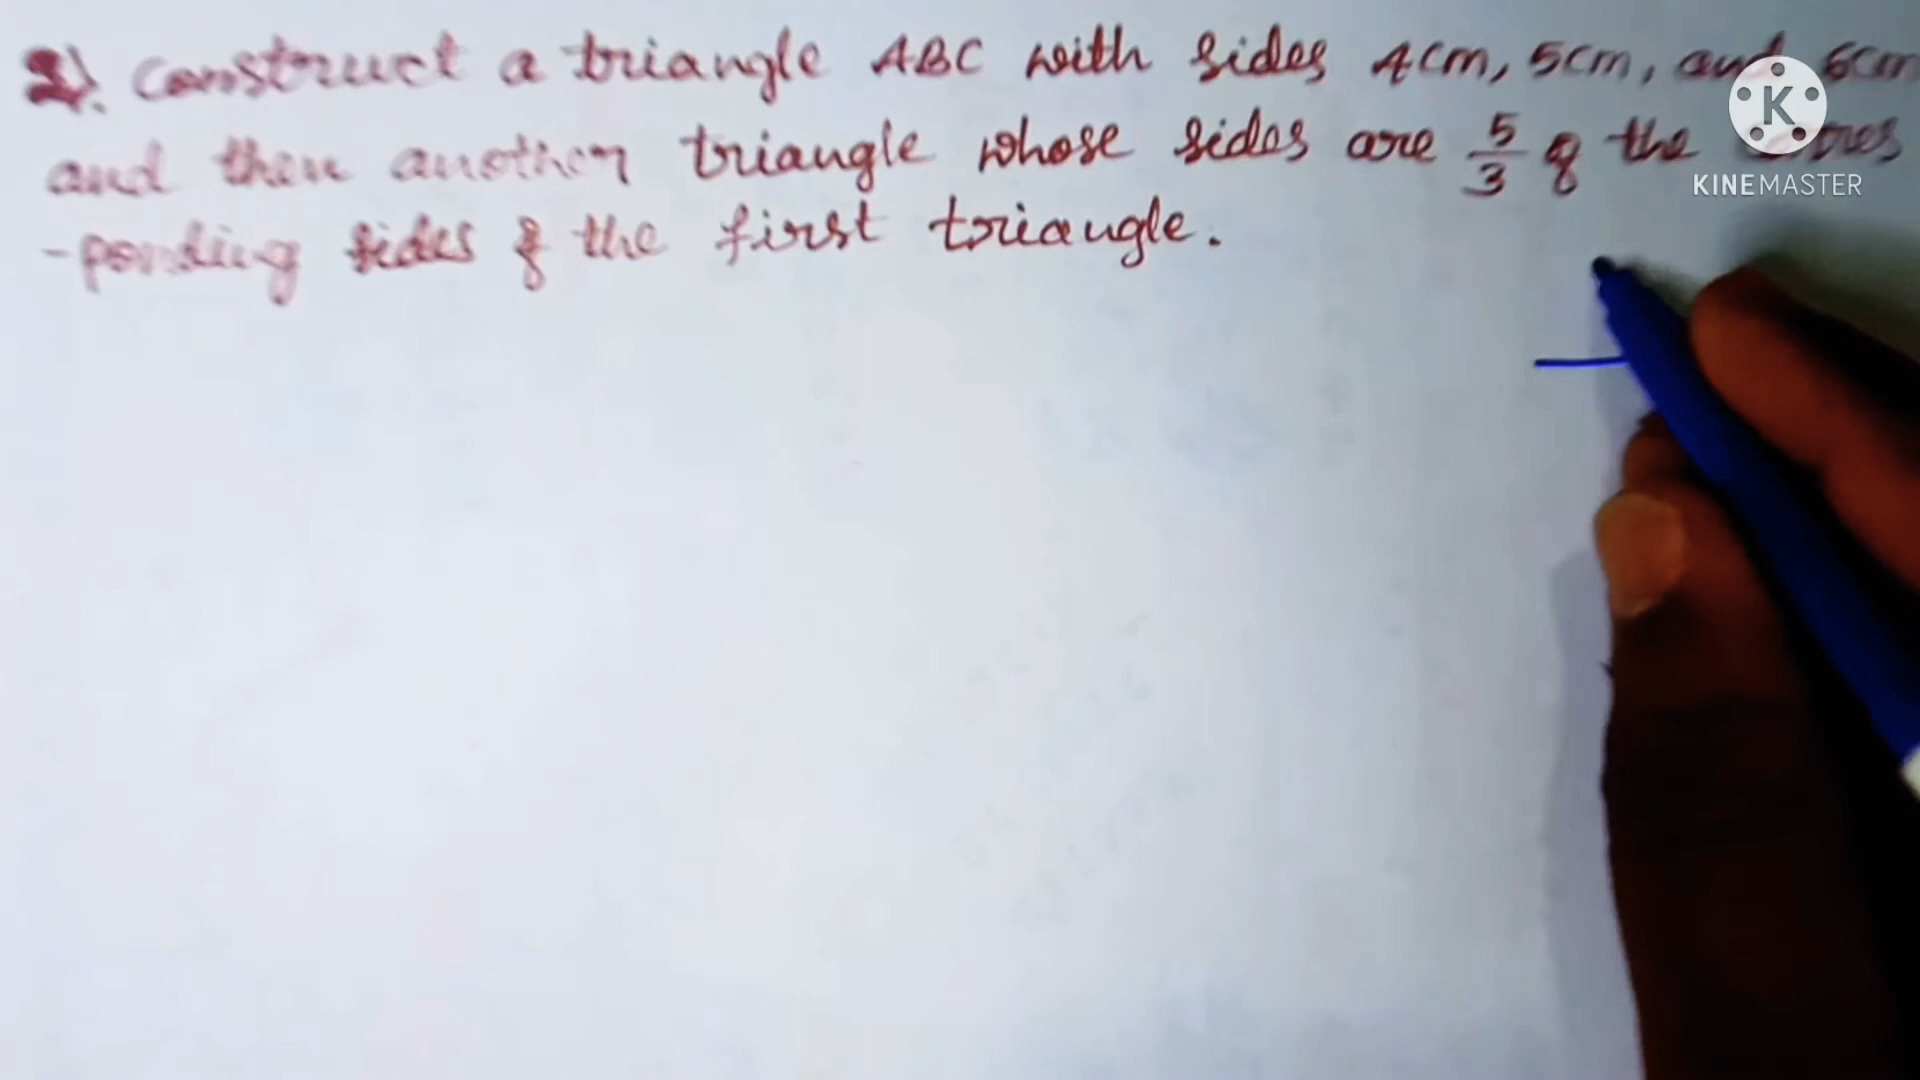 2). Construct a triangle ABC with sides 4cm, 5cm, and 6cm
and then another triangle whose sides are 5/3 of the
-ponding sides of the first triangle.
K
KINEMASTER